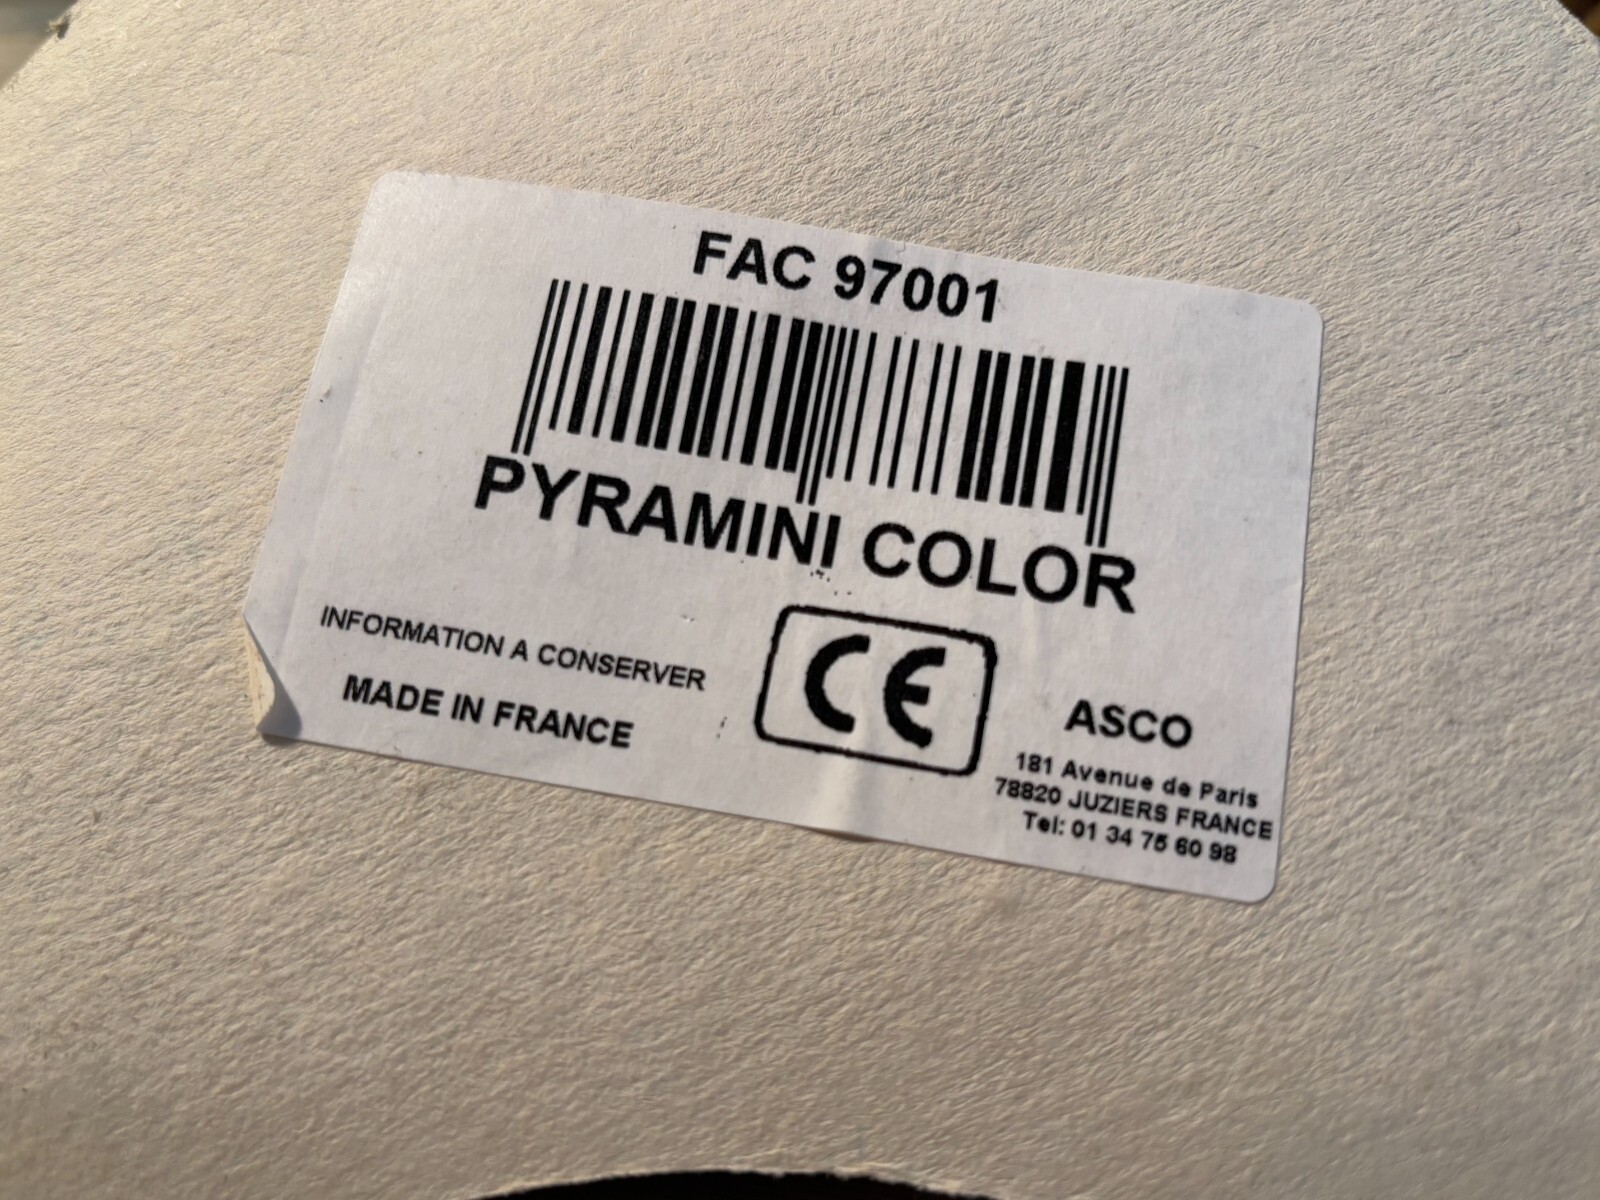 FAC 97001
PYRAMINI COLOR
INFORMATION A CONSERVER
MADE IN FRANCE
CE
ASCO
181 Avenue de Paris
78820 JUZIERS FRANCE
Tel: 01 34 75 60 98